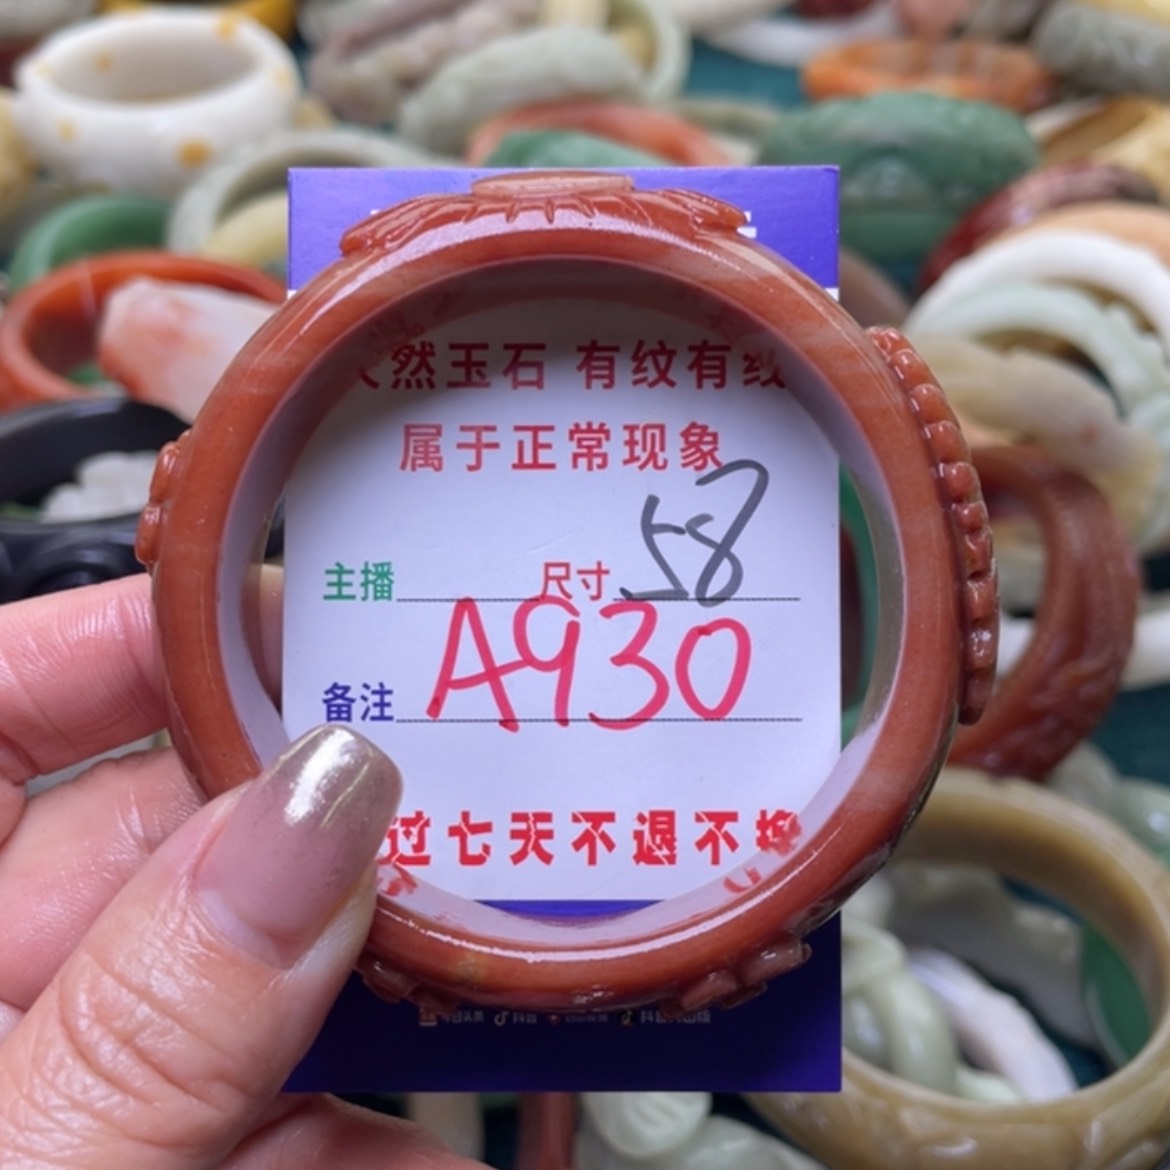 然玉石 有纹有
属于正常现象
主播 尺寸 58
A930
备注
过七天不退不换